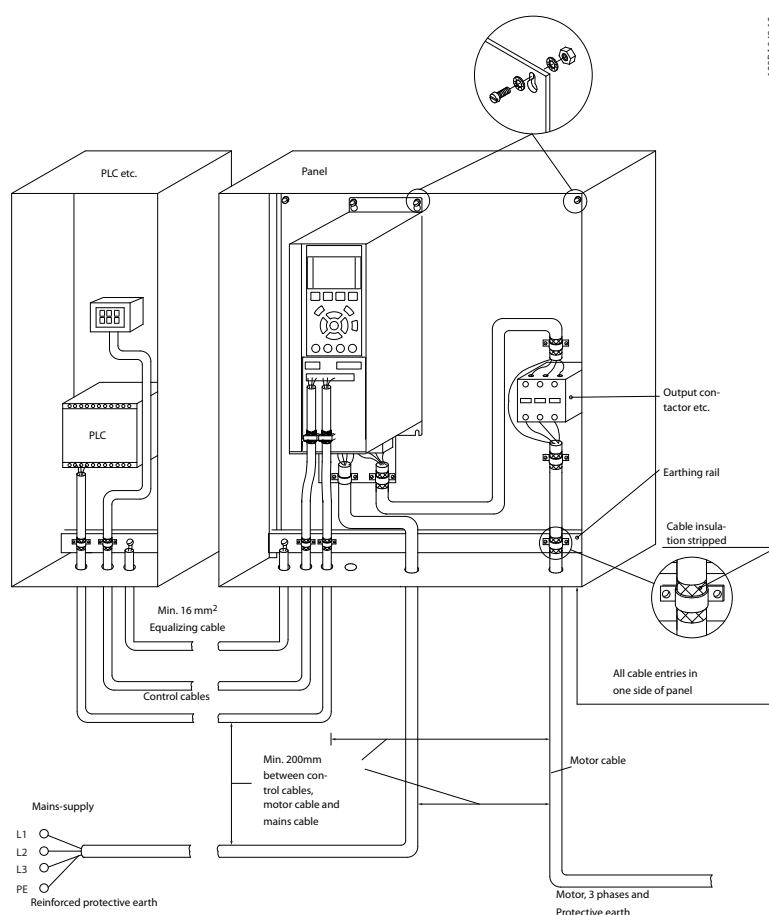 PLC etc.
Panel
PLC
Output con-
tactor etc.
Earthing rail
Cable insula-
tion stripped
Min. 16 mm²
Equalizing cable
Control cables
All cable entries in
one side of panel
Min. 200mm
between con-
trol cables,
motor cable and
mains cable
Motor cable
Mains-supply
L1
L2
L3
PE
Reinforced protective earth
Motor, 3 phases and
Protective earth